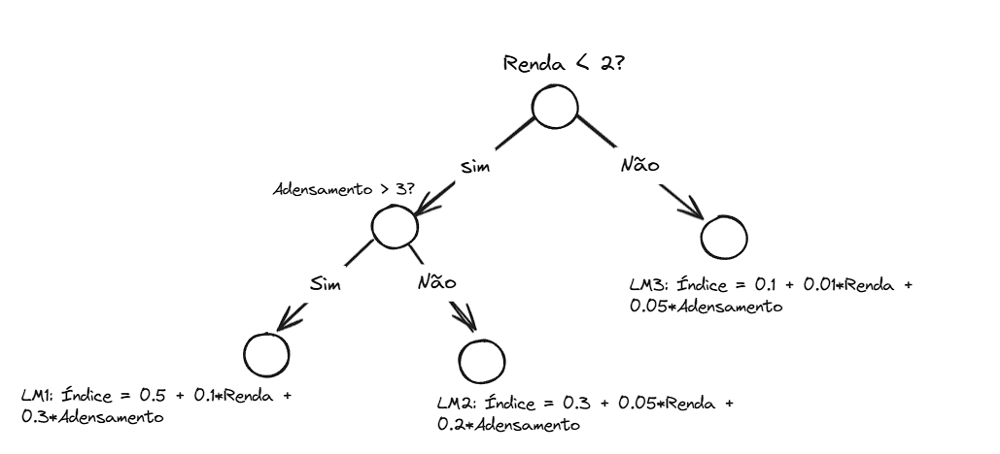 Renda < 2?
Sim
Não
Adensamento > 3?
Sim
Não
LM3: Índice = 0.1 + 0.01*Renda +
0.05*Adensamento
LM1: Índice = 0.5 + 0.1*Renda +
0.3*Adensamento
LM2: Índice = 0.3 + 0.05*Renda +
0.2*Adensamento